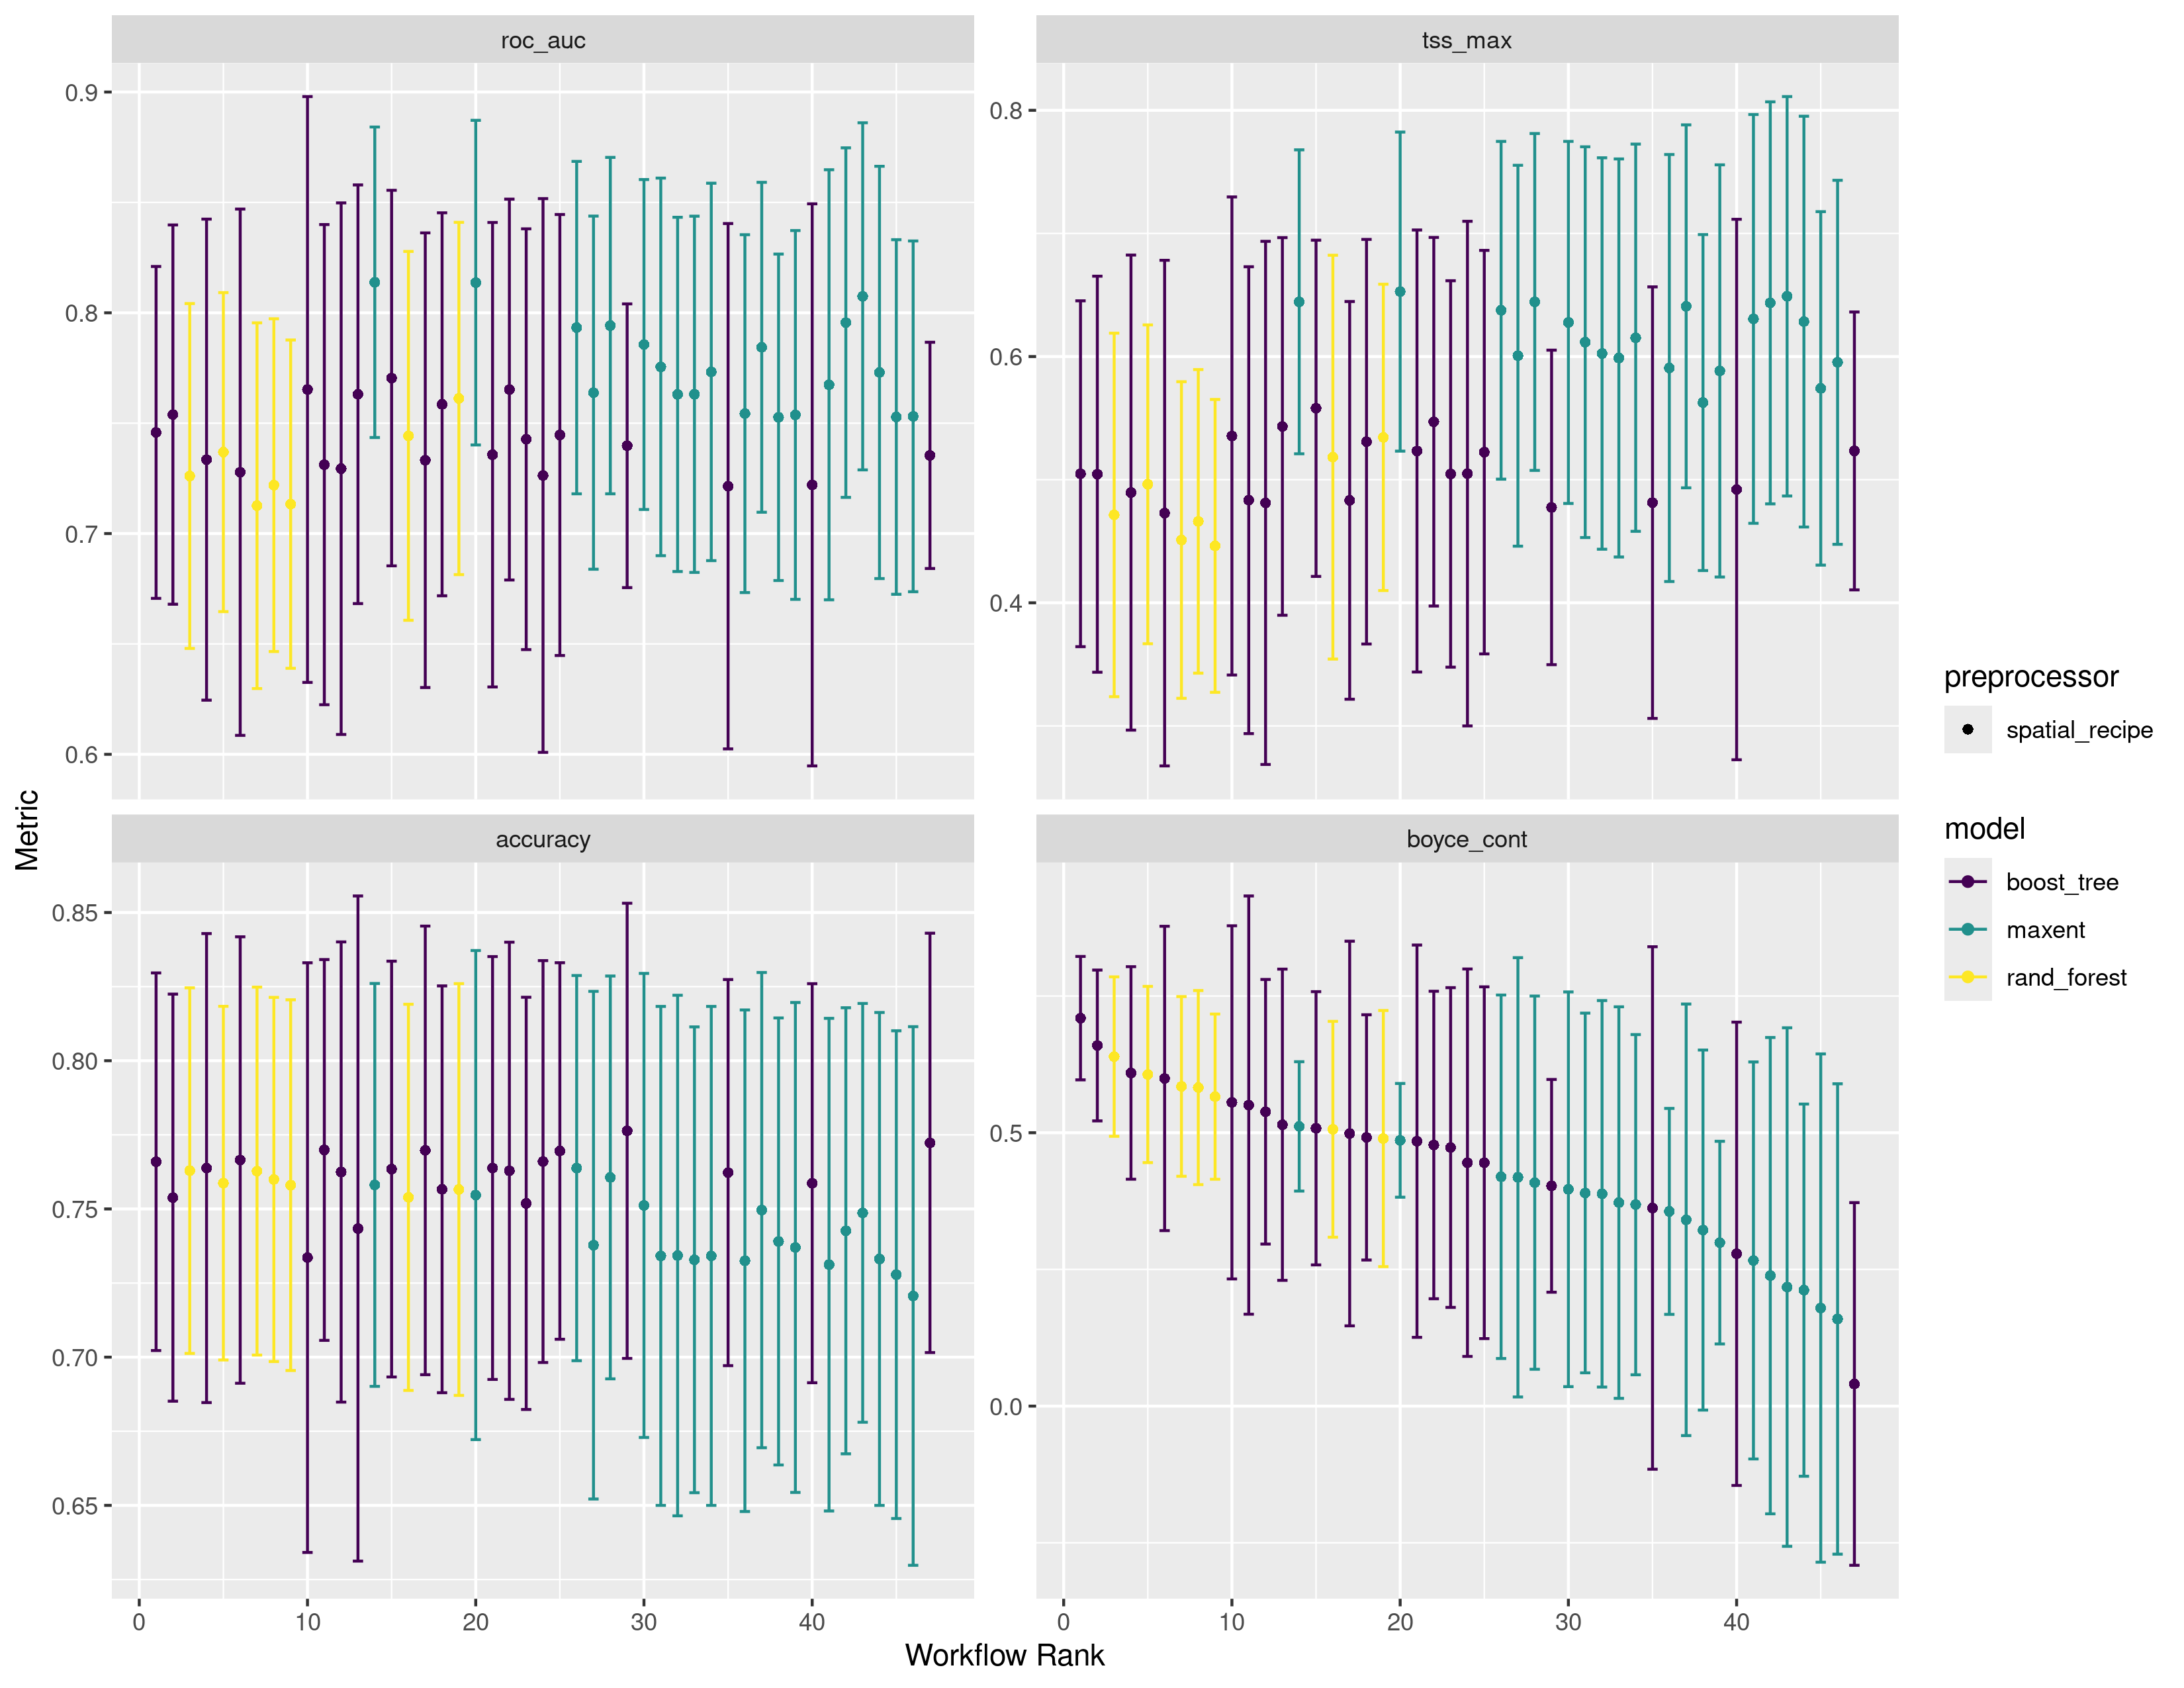 roc_auc
tss_max
0.9
0.8
0.7
0.6
0.8
0.6
0.4
Metric
accuracy
boyce_cont
0.85
0.80
0.75
0.70
0.65
0.5
0.0
0 10 20 30 40
0 10 20 30 40
Workflow Rank
preprocessor
spatial_recipe
model
boost_tree
maxent
rand_forest